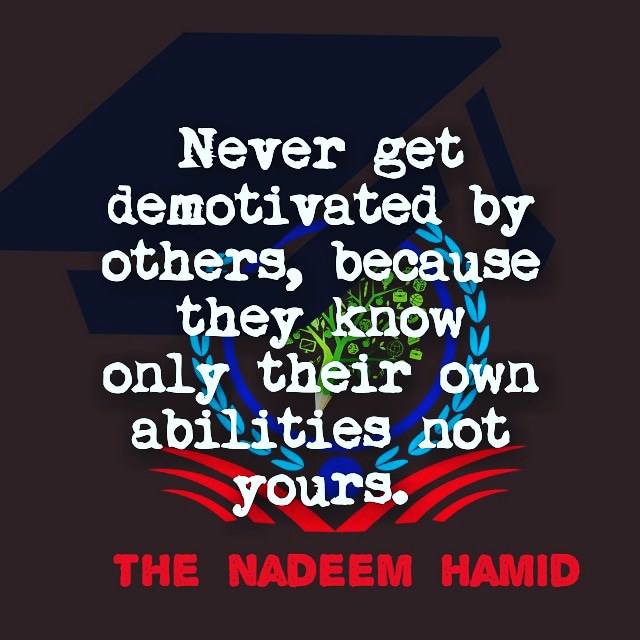 Never get
demotivated by
others, because
they know
only their own
abilities not
yours.
THE NADEEM HAMID